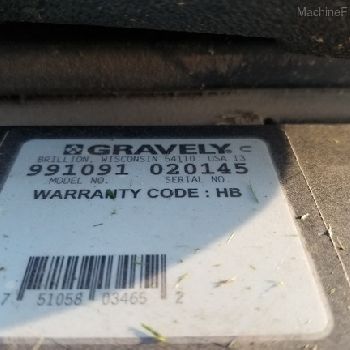 MachineF
GRAVELY. C
BRILLION, WISCONSIN 54110 USA 13
991091 020145
MODEL NO. SERIAL NO.
WARRANTY CODE : HB
7 51058 03465 2